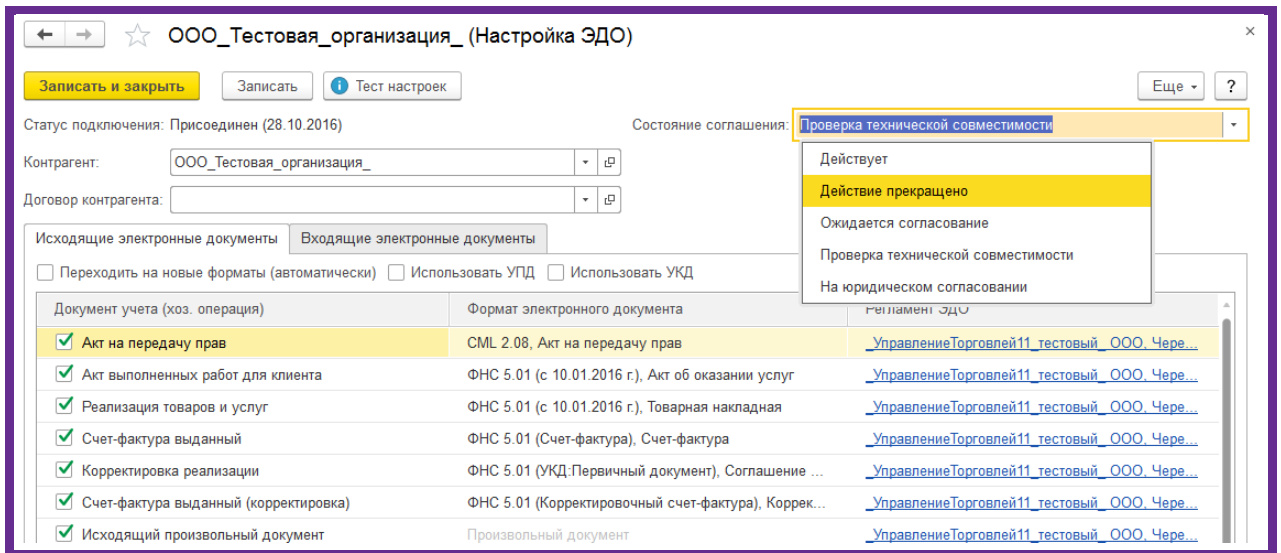 ООО_Тестовая_организация_ (Настройка ЭДО)
Записать и закрыть Записать Тест настроек Еще ?
Статус подключения: Присоединен (28.10.2016) Состояние соглашения: Проверка технической совместимости
Действует
Контрагент: ООО_Тестовая_организация_
Действие прекращено
Договор контрагента:
Ожидается согласование
Исходящие электронные документы Входящие электронные документы
Проверка технической совместимости
Переходить на новые форматы (автоматически) Использовать УПД Использовать УКД
На юридическом согласовании
Документ учета (хоз. операция) Формат электронного документа Регламент ЭДО
Акт на передачу прав CML 2.08, Акт на передачу прав _УправлениеТорговлей11_тестовый_ ООО, Чере...
Акт выполненных работ для клиента ФНС 5.01 (с 10.01.2016 г.), Акт об оказании услуг _УправлениеТорговлей11_тестовый_ ООО, Чере...
Реализация товаров и услуг ФНС 5.01 (с 10.01.2016 г.), Товарная накладная _УправлениеТорговлей11_тестовый_ ООО, Чере...
Счет-фактура выданный ФНС 5.01 (Счет-фактура), Счет-фактура _УправлениеТорговлей11_тестовый_ ООО, Чере...
Корректировка реализации ФНС 5.01 (УКД:Первичный документ), Соглашение ... _УправлениеТорговлей11_тестовый_ ООО, Чере...
Счет-фактура выданный (корректировка) ФНС 5.01 (Корректировочный счет-фактура), Коррек... _УправлениеТорговлей11_тестовый_ ООО, Чере...
Исходящий произвольный документ Произвольный документ _УправлениеТорговлей11_тестовый_ ООО, Чере...